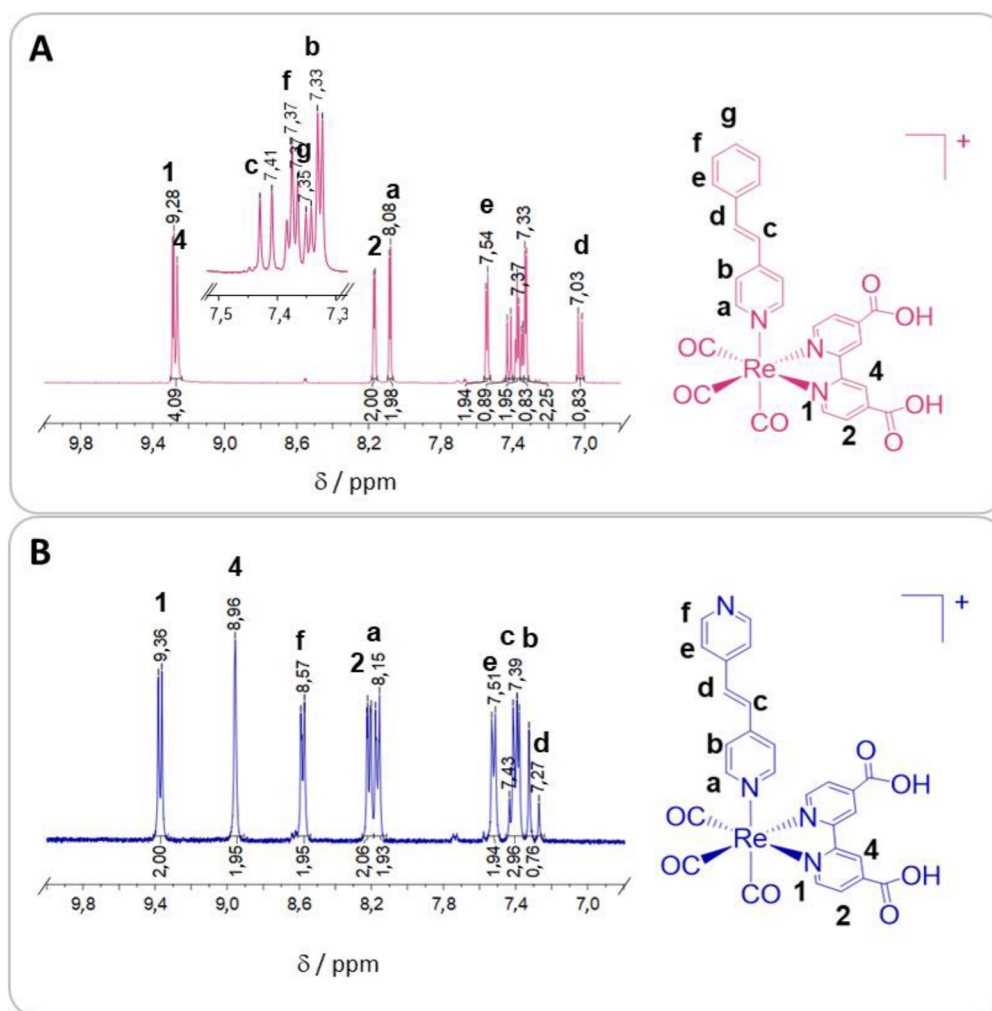 A
b
f
7,33
c
7,41
7,37
g
7,35
1
9,28
4
7,5
7,4
7,3
2
a
8,08
e
7,54
7,37
7,33
d
7,03
4,09
2,00
1,98
1,94
0,89
1,95
0,83
2,25
0,83
9,8
9,4
9,0
8,6
8,2
7,8
7,4
7,0
δ / ppm
g
f
e
d
c
b
a
+
N
O
OH
CO
Re
N
N
4
CO
CO
1
2
O
OH
B
1
9,36
4
8,96
f
8,57
2
a
8,15
e
7,51
7,43
c
7,39
b
d
7,27
2,00
1,95
1,95
2,06
1,93
1,94
2,96
0,76
9,8
9,4
9,0
8,6
8,2
7,8
7,4
7,0
δ / ppm
f
N
e
d
c
b
a
+
N
O
OH
CO
Re
N
N
4
CO
CO
1
2
O
OH